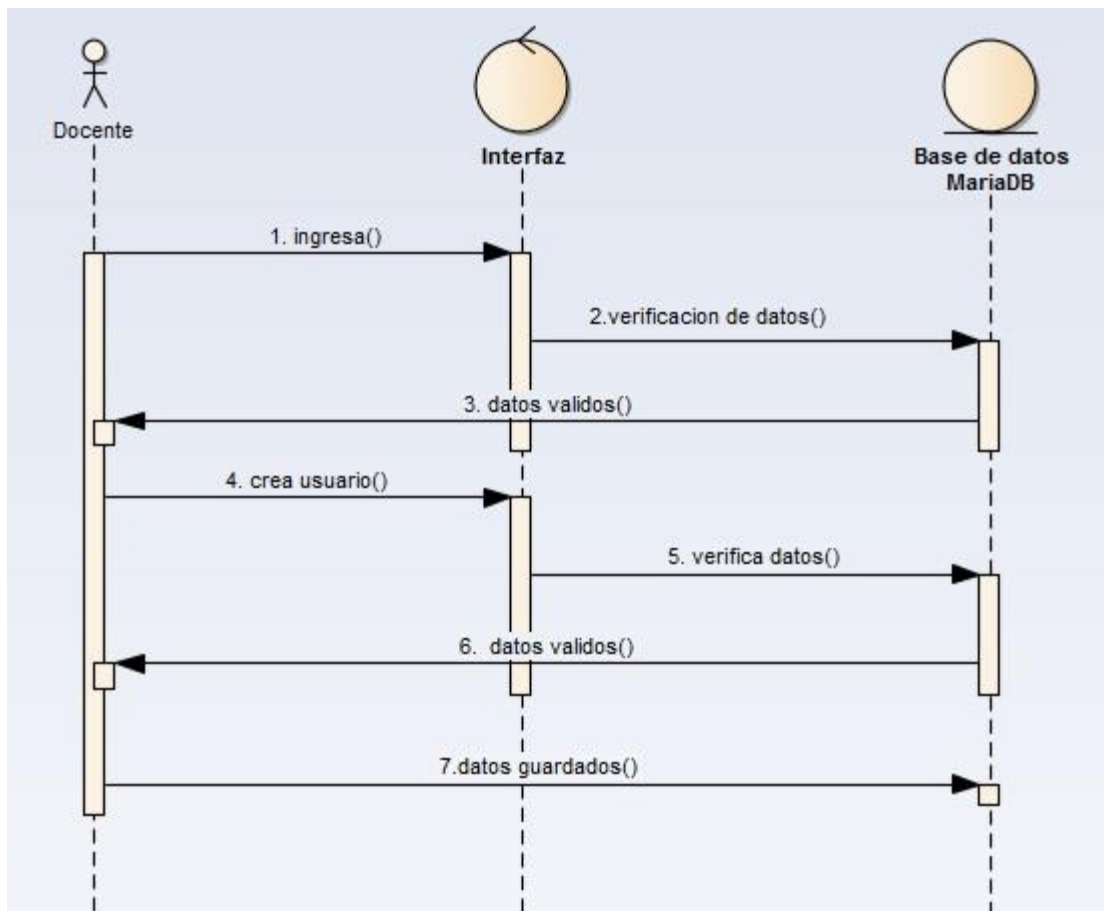 Docente
Interfaz
Base de datos
MariaDB
1. ingresa()
2.verificacion de datos()
3. datos validos()
4. crea usuario()
5. verifica datos()
6. datos validos()
7.datos guardados()